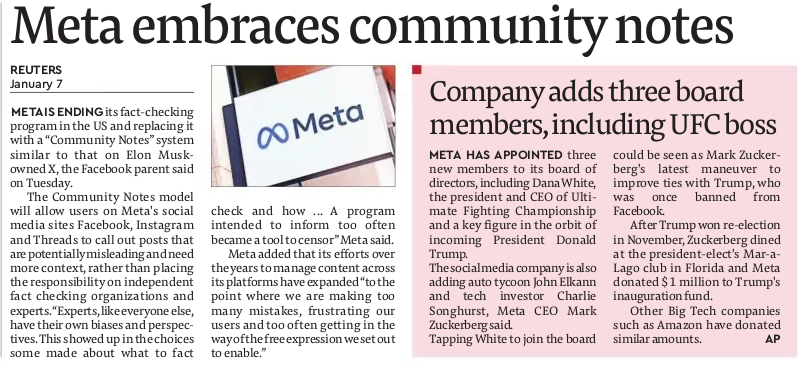 Meta embraces community notes
REUTERS
January 7
METAIS ENDING its fact-checking
program in the US and replacing it
with a “Community Notes” system
similar to that on Elon Musk-
owned X, the Facebook parent said
on Tuesday.
The Community Notes model
will allow users on Meta's social
media sites Facebook, Instagram
and Threads to call out posts that
are potentially misleading and need
more context, rather than placing
the responsibility on independent
fact checking organizations and
experts. “Experts, like everyone else,
have their own biases and perspec-
tives. This showed up in the choices
some made about what to fact
Meta
check and how ... A program
intended to inform too often
became a tool to censor” Meta said.
Meta added that its efforts over
the years to manage content across
its platforms have expanded “to the
point where we are making too
many mistakes, frustrating our
users and too often getting in the
way of the free expression we set out
to enable.”
Company adds three board
members, including UFC boss
META HAS APPOINTED three
new members to its board of
directors, including Dana White,
the president and CEO of Ulti-
mate Fighting Championship
and a key figure in the orbit of
incoming President Donald
Trump.
The social media company is also
adding auto tycoon John Elkann
and tech investor Charlie
Songhurst, Meta CEO Mark
Zuckerberg said.
Tapping White to join the board
could be seen as Mark Zucker-
berg's latest maneuver to
improve ties with Trump, who
was once banned from
Facebook.
After Trump won re-election
in November, Zuckerberg dined
at the president-elect's Mar-a-
Lago club in Florida and Meta
donated $1 million to Trump's
inauguration fund.
Other Big Tech companies
such as Amazon have donated
similar amounts. AP